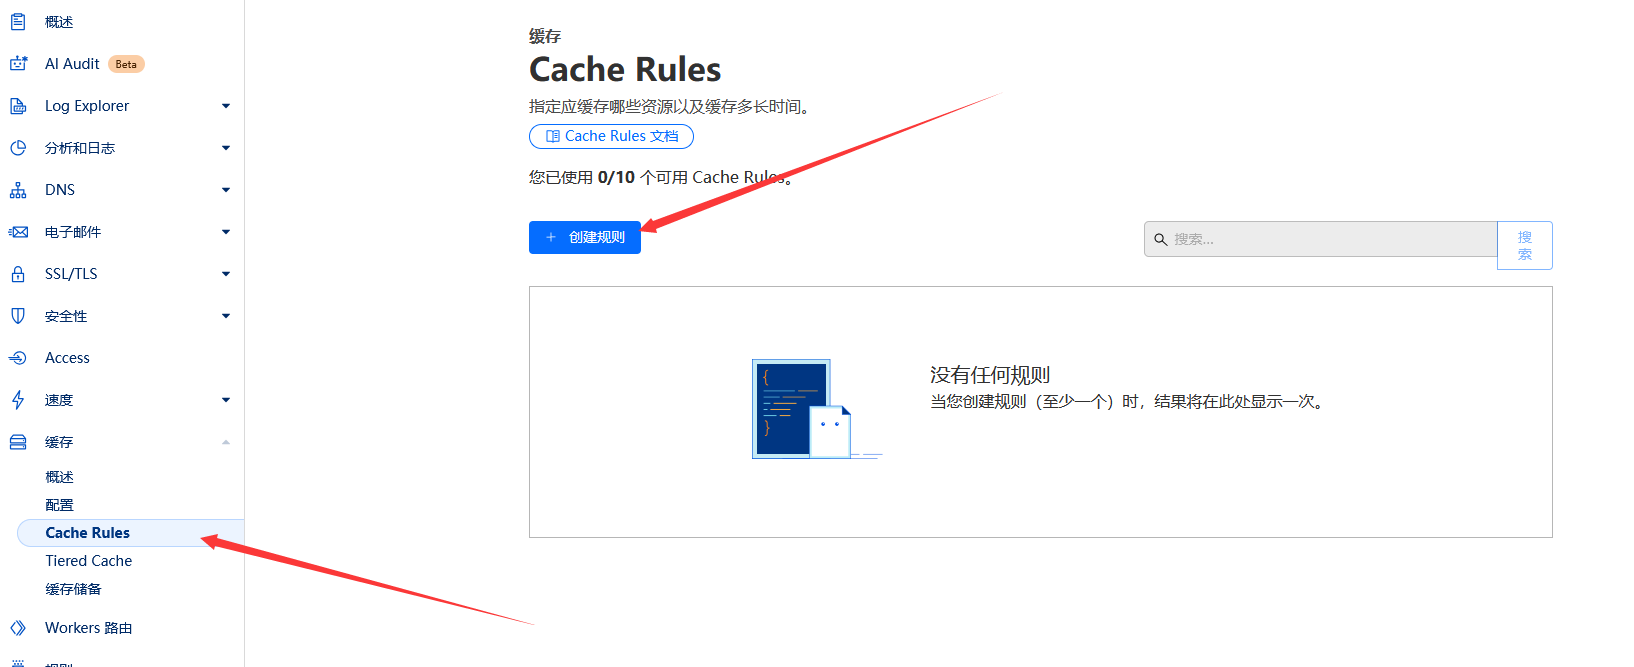 概述
AI Audit Beta
Log Explorer
分析和日志
DNS
电子邮件
SSL/TLS
安全性
Access
速度
缓存
概述
配置
Cache Rules
Tiered Cache
缓存储备
Workers 路由
缓存
Cache Rules
指定应缓存哪些资源以及缓存多长时间。
Cache Rules 文档
您已使用 0/10 个可用 Cache Rules。
+ 创建规则
搜索...
搜
索
{
}
没有任何规则
当您创建规则（至少一个）时，结果将在此处显示一次。